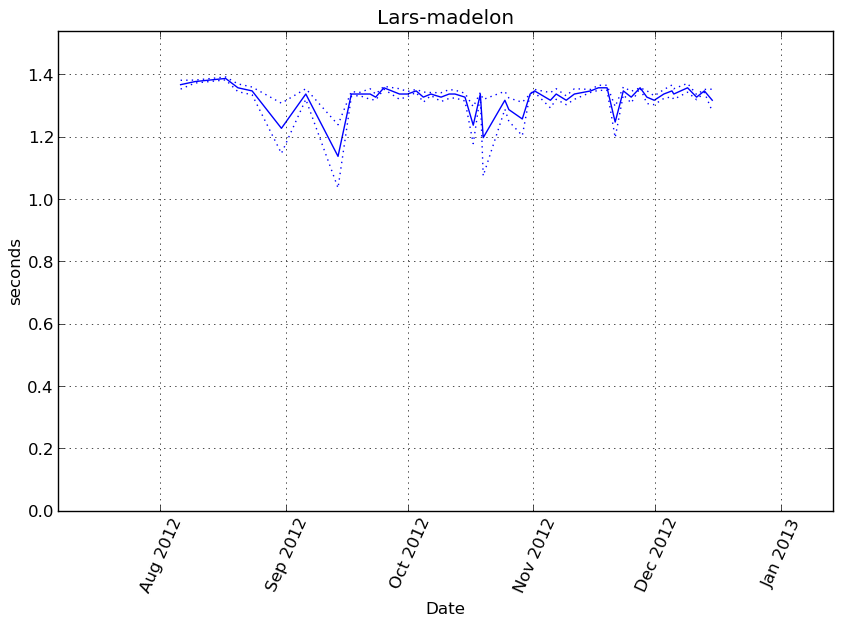 Lars-madelon
1.4
1.2
1.0
0.8
0.6
0.4
0.2
0.0
seconds
Aug 2012
Sep 2012
Oct 2012
Nov 2012
Dec 2012
Jan 2013
Date